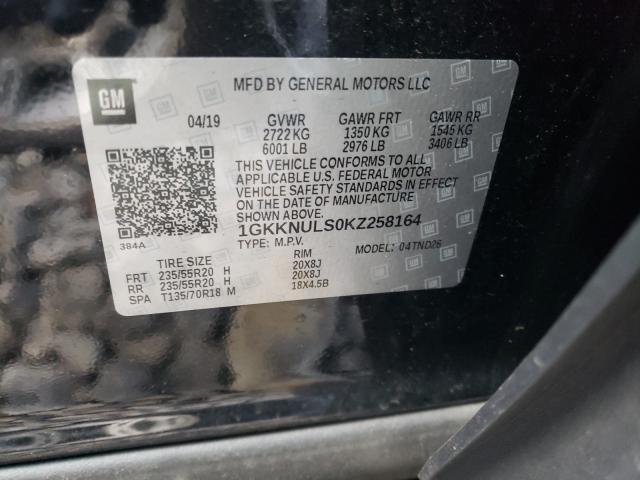 GM
MFD BY GENERAL MOTORS LLC
04/19 GVWR GAWR FRT GAWR RR
2722 KG 1350 KG 1545 KG
6001 LB 2976 LB 3406 LB
THIS VEHICLE CONFORMS TO ALL
APPLICABLE U.S. FEDERAL MOTOR
VEHICLE SAFETY STANDARDS IN EFFECT
ON THE DATE OF MANUFACTURE
SHOWN ABOVE.
1GKKNULS0KZ258164
384A TYPE: M.P.V. MODEL: 04TND26
TIRE SIZE RIM
FRT 235/55R20 H 20X8J
RR 235/55R20 H 20X8J
SPA T135/70R18 M 18X4.5B